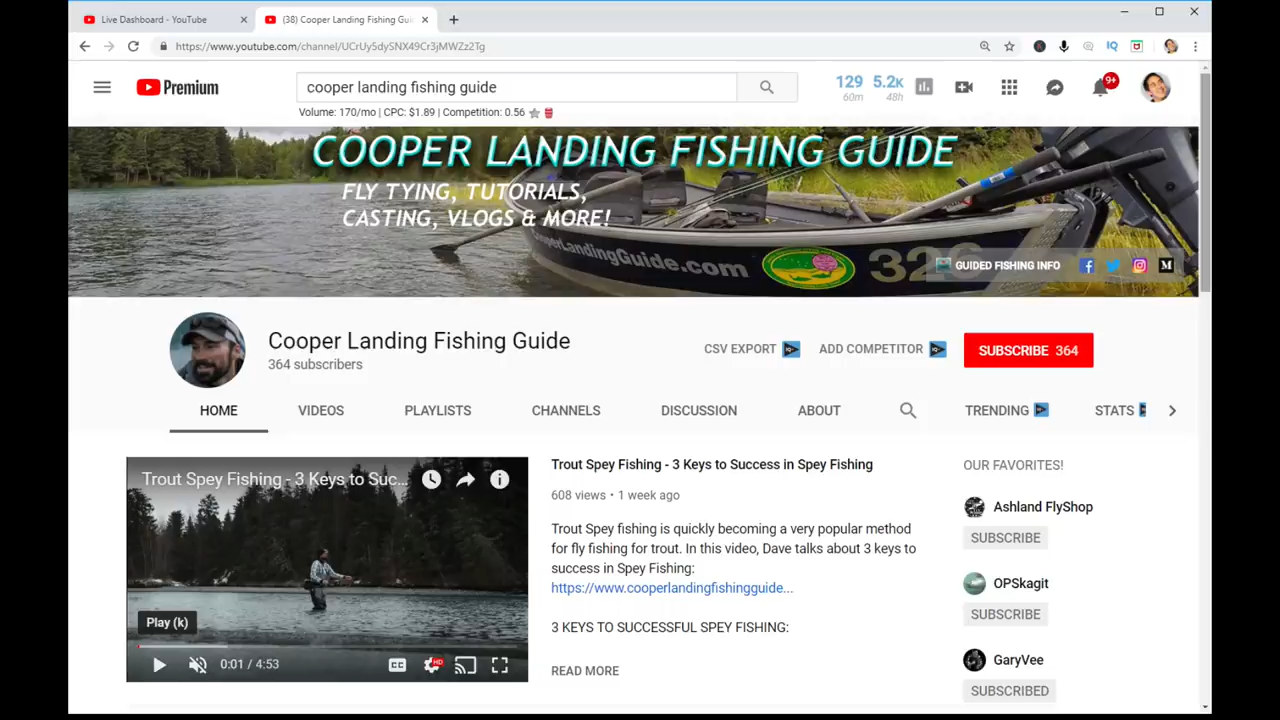 Live Dashboard - YouTube
(38) Cooper Landing Fishing Gui
https://www.youtube.com/channel/UCrUy5dySNX49Cr3jMWZz2Tg
IQ
Premium
cooper landing fishing guide
129
60m
5.2K
48h
9+
Volume: 170/mo | CPC: $1.89 | Competition: 0.56
COOPER LANDING FISHING GUIDE
FLY TYING, TUTORIALS,
CASTING, VLOGS & MORE!
CooperLandingGuide.com
326
GUIDED FISHING INFO
Cooper Landing Fishing Guide
364 subscribers
CSV EXPORT
ADD COMPETITOR
SUBSCRIBE 364
HOME VIDEOS PLAYLISTS CHANNELS DISCUSSION ABOUT TRENDING STATS
Trout Spey Fishing - 3 Keys to Suc...
Play (k)
0:01 / 4:53
CC
HD
Trout Spey Fishing - 3 Keys to Success in Spey Fishing
608 views • 1 week ago
Trout Spey fishing is quickly becoming a very popular method
for fly fishing for trout. In this video, Dave talks about 3 keys to
success in Spey Fishing:
https://www.cooperlandingfishingguide...
3 KEYS TO SUCCESSFUL SPEY FISHING:
READ MORE
OUR FAVORITES!
Ashland FlyShop
SUBSCRIBE
OPSkagit
SUBSCRIBE
GaryVee
SUBSCRIBED